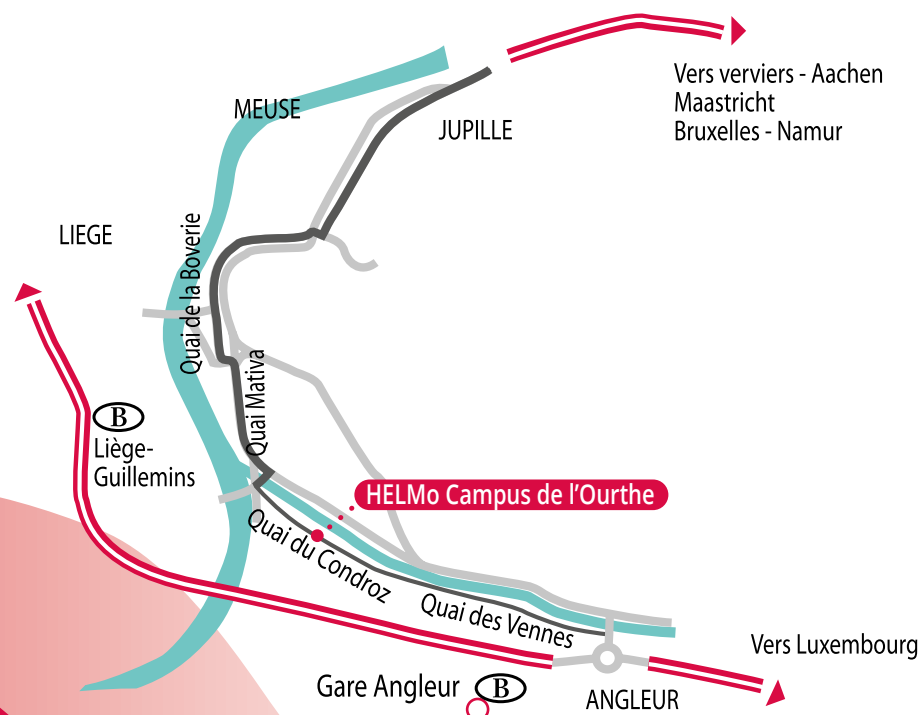 Vers verviers - Aachen
Maastricht
Bruxelles - Namur
MEUSE
JUPILLE
LIEGE
Quai de la Boverie
Quai Mativa
B
Liège-
Guillemins
HELMo Campus de l’Ourthe
Quai du Condroz
Quai des Vennes
Vers Luxembourg
Gare Angleur
B
ANGLEUR